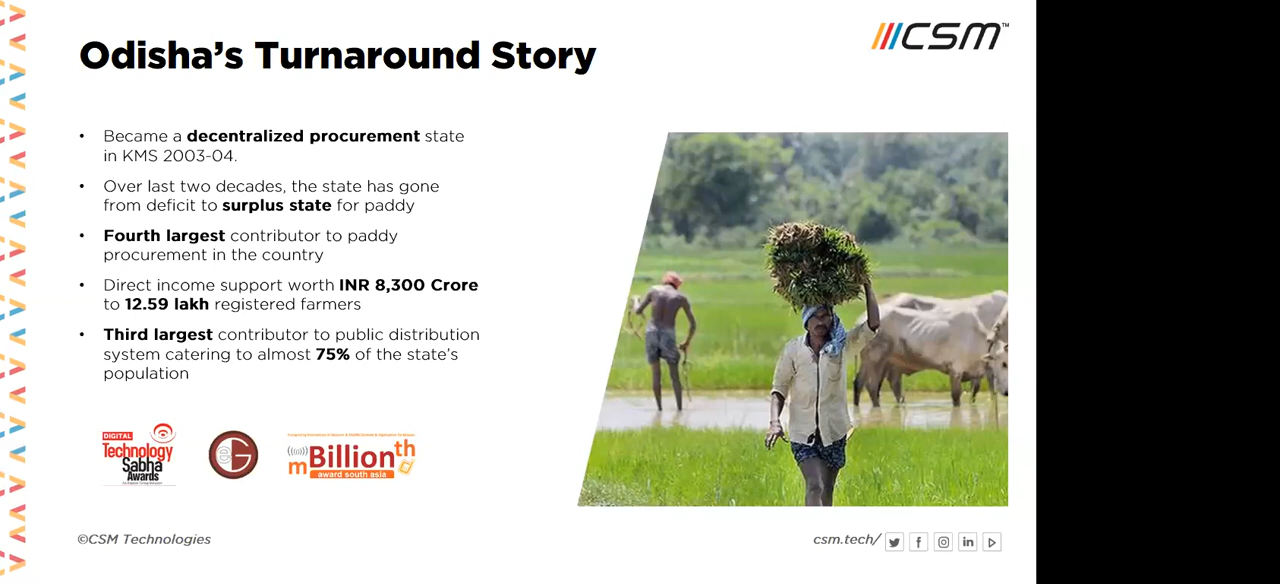 CSM™
Odisha's Turnaround Story
• Became a decentralized procurement state
in KMS 2003-04.
• Over last two decades, the state has gone
from deficit to surplus state for paddy
• Fourth largest contributor to paddy
procurement in the country
• Direct income support worth INR 8,300 Crore
to 12.59 lakh registered farmers
• Third largest contributor to public distribution
system catering to almost 75% of the state's
population
DIGITAL
Technology
Sabha
Awards
eG
mBillionth
award south asia
©CSM Technologies
csm.tech/